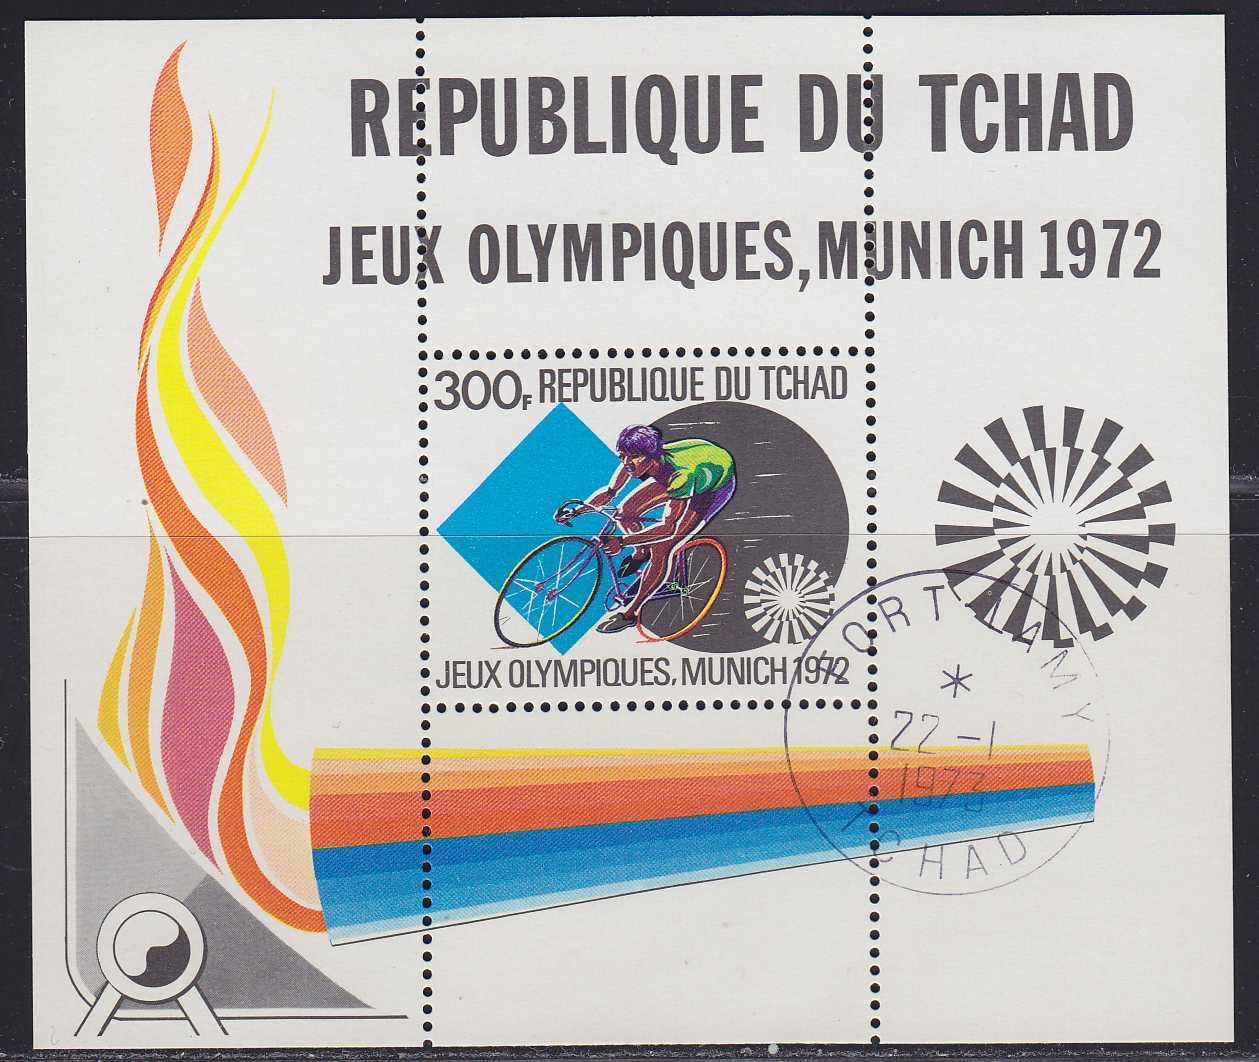 REPUBLIQUE DU TCHAD
JEUX OLYMPIQUES, MUNICH 1972
300F REPUBLIQUE DU TCHAD
JEUX OLYMPIQUES, MUNICH 1972
FORT-LAMY
*
22-1
1973
TCHAD